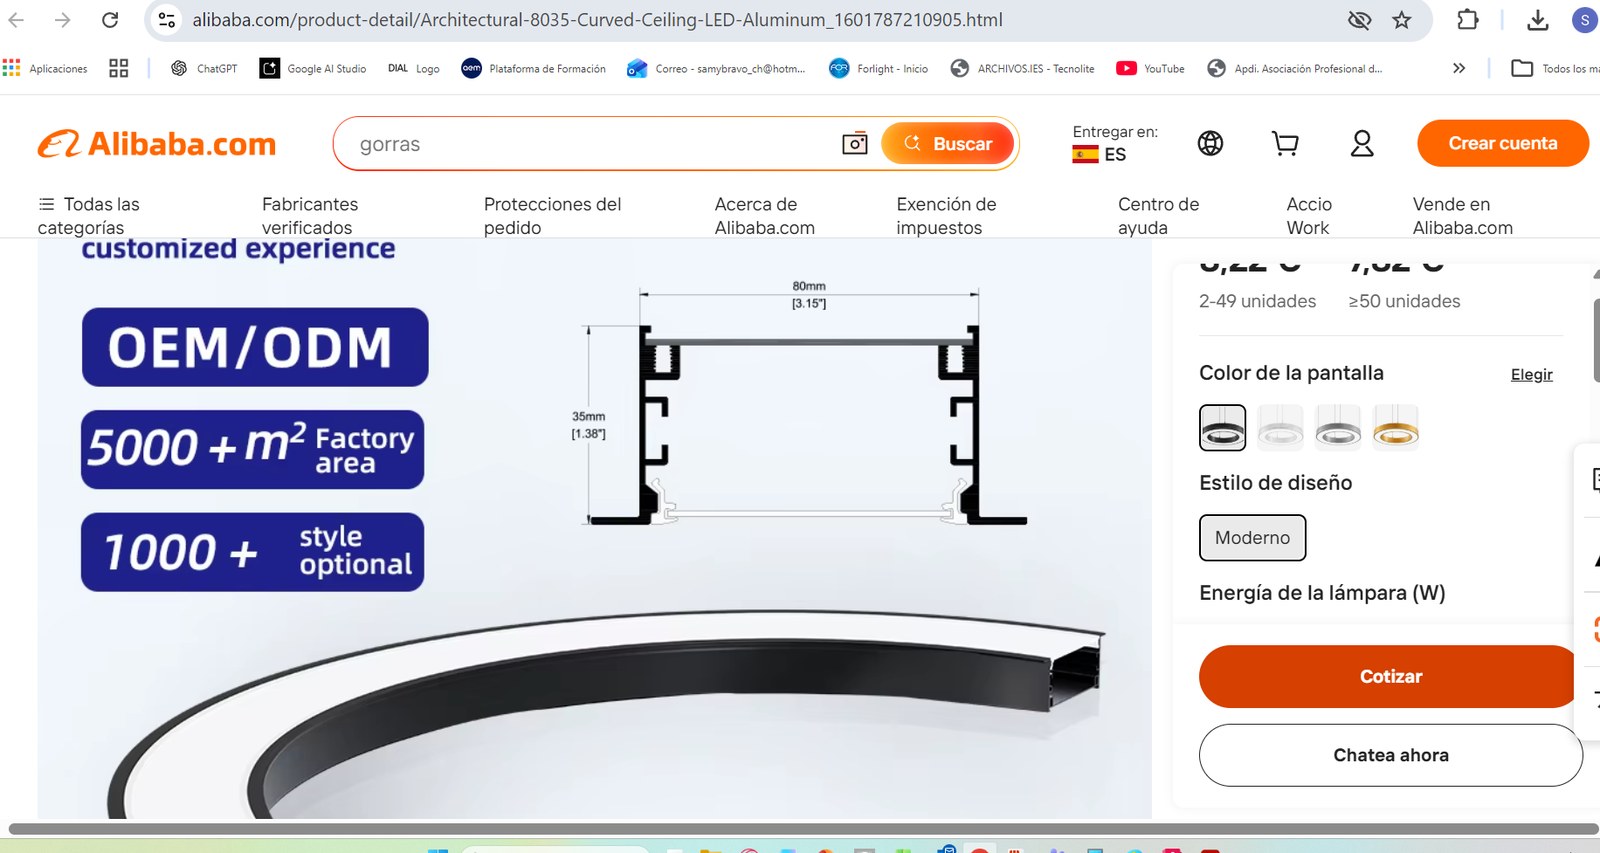 alibaba.com/product-detail/Architectural-8035-Curved-Ceiling-LED-Aluminum_1601787210905.html
S
Aplicaciones
ChatGPT
Google AI Studio
DIAL Logo
oem Plataforma de Formación
Correo - samybravo_ch@hotm...
Forlight - Inicio
ARCHIVOS.IES - Tecnolite
YouTube
Apdi. Asociación Profesional d...
Todos los ma
Alibaba.com
gorras
Buscar
Entregar en:
ES
Crear cuenta
Todas las categorías
Fabricantes verificados
Protecciones del pedido
Acerca de Alibaba.com
Exención de impuestos
Centro de ayuda
Accio Work
Vende en Alibaba.com
customized experience
OEM/ODM
5000 + m² Factory area
1000 + style optional
80mm
[3.15"]
35mm
[1.38"]
2-49 unidades
≥50 unidades
Color de la pantalla
Elegir
Estilo de diseño
Moderno
Energía de la lámpara (W)
Cotizar
Chatea ahora